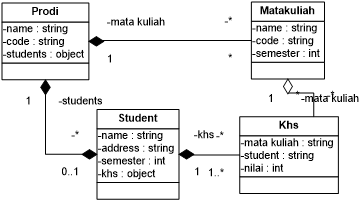 Prodi
-name : string
-code : string
-students : object
-mata kuliah
-*
1
*
Matakuliah
-name : string
-code : string
-semester : int
1
-students
-*
0..1
Student
-name : string
-address : string
-semester : int
-khs : object
-khs
-*
1
1..*
1
*
-mata kuliah
Khs
-mata kuliah : string
-student : string
-nilai : int